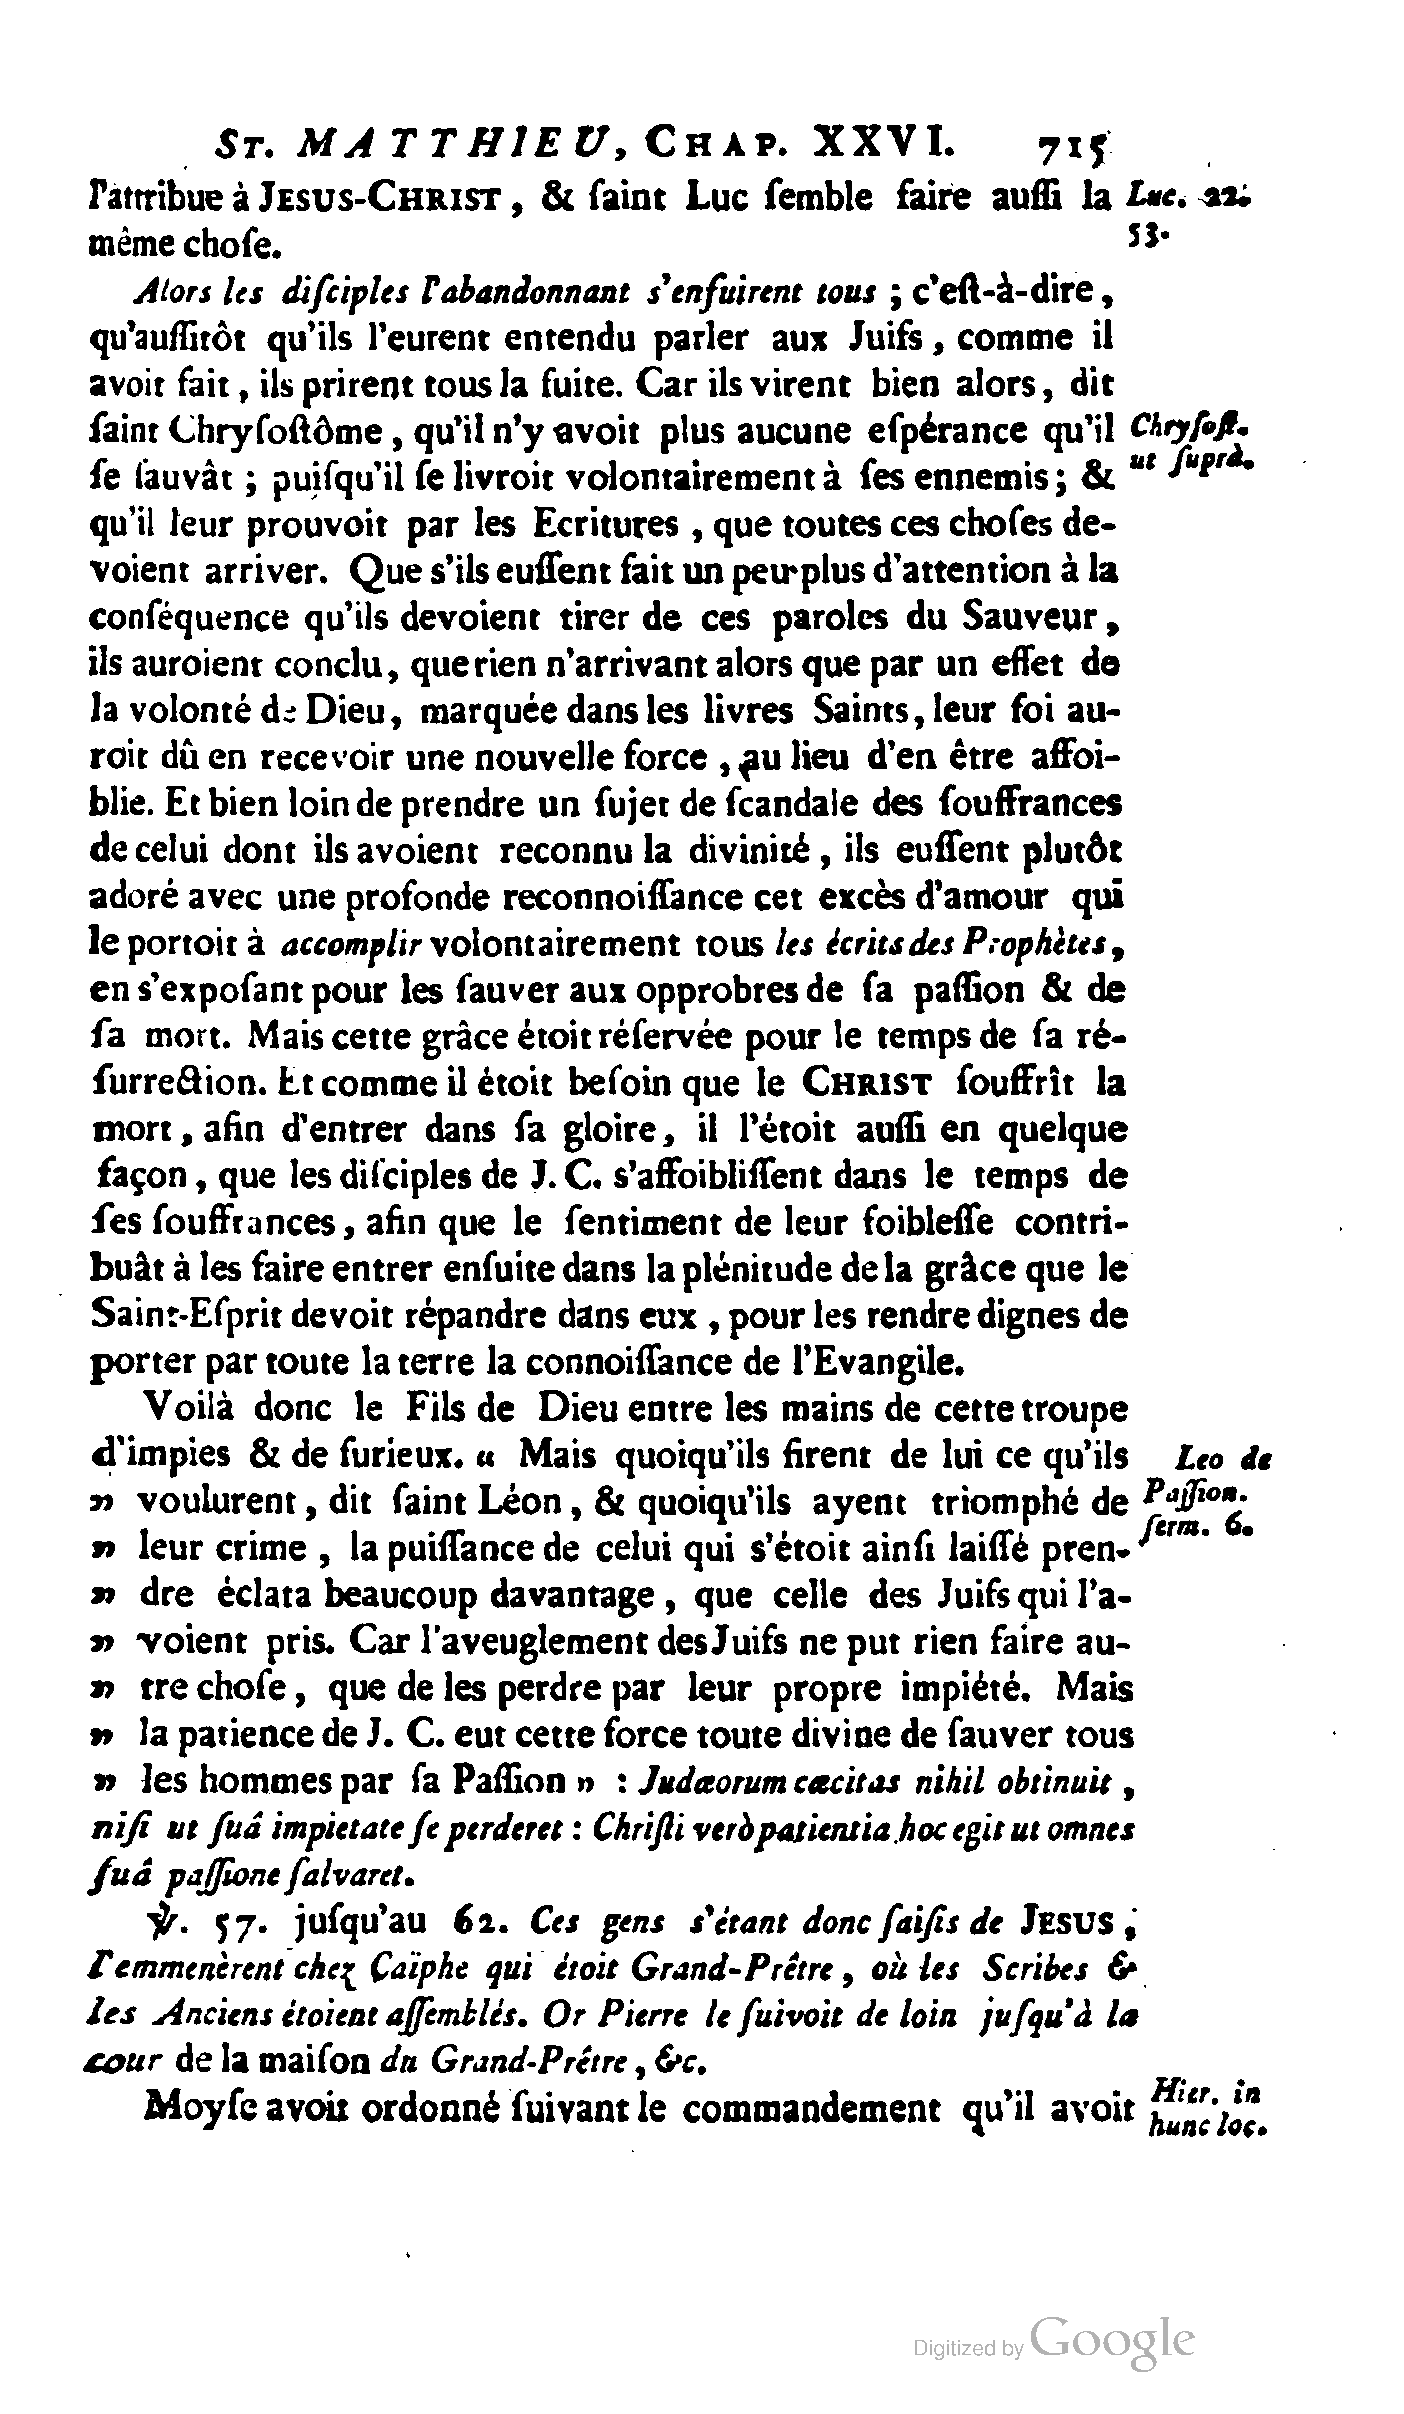 ST. MATTHIEU, CHAP. XXVI. 715
l'attribue à JESUS-CHRIST, & ſaint Luc ſemble faire auſſi la Luc. 22.
même choſe. 53.
Alors les diſciples l'abandonnant s'enfuirent tous ; c'eſt-à-dire,
qu'auſſitôt qu'ils l'eurent entendu parler aux Juifs, comme il
avoit fait, ils prirent tous la fuite. Car ils virent bien alors, dit
ſaint Chryſoſtôme, qu'il n'y avoit plus aucune eſpérance qu'il Chryſoſt.
ſe ſauvât ; puiſqu'il ſe livroit volontairement à ſes ennemis ; & ut ſuprà.
qu'il leur prouvoit par les Ecritures, que toutes ces choſes de-
voient arriver. Que s'ils euſſent fait un peu plus d'attention à la
conſéquence qu'ils devoient tirer de ces paroles du Sauveur,
ils auroient conclu, que rien n'arrivant alors que par un effet de
la volonté de Dieu, marquée dans les livres Saints, leur foi au-
roit dû en recevoir une nouvelle force, au lieu d'en être affoi-
blie. Et bien loin de prendre un ſujet de ſcandale des ſouffrances
de celui dont ils avoient reconnu la divinité, ils euſſent plutôt
adoré avec une profonde reconnoiſſance cet excès d'amour qui
le portoit à accomplir volontairement tous les écrits des Prophètes,
en s'expoſant pour les ſauver aux opprobres de ſa paſſion & de
ſa mort. Mais cette grâce étoit réſervée pour le temps de ſa ré-
ſurrection. Et comme il étoit beſoin que le CHRIST ſouffrît la
mort, afin d'entrer dans ſa gloire, il l'étoit auſſi en quelque
façon, que les diſciples de J. C. s'affoibliſſent dans le temps de
ſes ſouffrances, afin que le ſentiment de leur foibleſſe contri-
buât à les faire entrer enſuite dans la plénitude de la grâce que le
Saint-Eſprit devoit répandre dans eux, pour les rendre dignes de
porter par toute la terre la connoiſſance de l'Evangile.
Voilà donc le Fils de Dieu entre les mains de cette troupe
d'impies & de furieux. « Mais quoiqu'ils firent de lui ce qu'ils Leo de
» voulurent, dit ſaint Léon, & quoiqu'ils ayent triomphé de Paſſion.
» leur crime, la puiſſance de celui qui s'étoit ainſi laiſſé pren- ſerm. 6.
» dre éclata beaucoup davantage, que celle des Juifs qui l'a-
» voient pris. Car l'aveuglement des Juifs ne put rien faire au-
» tre choſe, que de les perdre par leur propre impiété. Mais
» la patience de J. C. eut cette force toute divine de ſauver tous
» les hommes par ſa Paſſion » : Judæorum cæcitas nihil obtinuit,
niſi ut ſuâ impietate ſe perderet : Chriſti verò patientia hoc egit ut omnes
ſuâ paſſione ſalvaret.
℣. 57. juſqu'au 62. Ces gens s'étant donc ſaiſis de JESUS,
l'emmenèrent chez Caïphe qui étoit Grand-Prêtre, où les Scribes &
les Anciens étoient aſſemblés. Or Pierre le ſuivoit de loin juſqu'à la
cour de la maiſon du Grand-Prêtre, &c.
Moyſe avoit ordonné ſuivant le commandement qu'il avoit Hier. in
hunc loc.
Digitized by Google